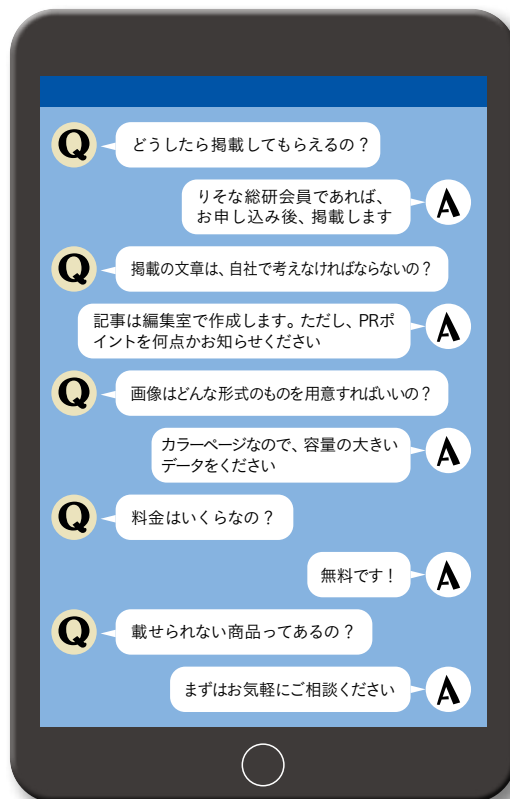 Q
どうしたら掲載してもらえるの？
りそな総研会員であれば、
お申し込み後、掲載します
A
Q
掲載の文章は、自社で考えなければならないの？
記事は編集室で作成します。ただし、PRポ
イントを何点かお知らせください
A
Q
画像はどんな形式のものを用意すればいいの？
カラーページなので、容量の大きい
データをください
A
Q
料金はいくらなの？
無料です！
A
Q
載せられない商品ってあるの？
まずはお気軽にご相談ください
A